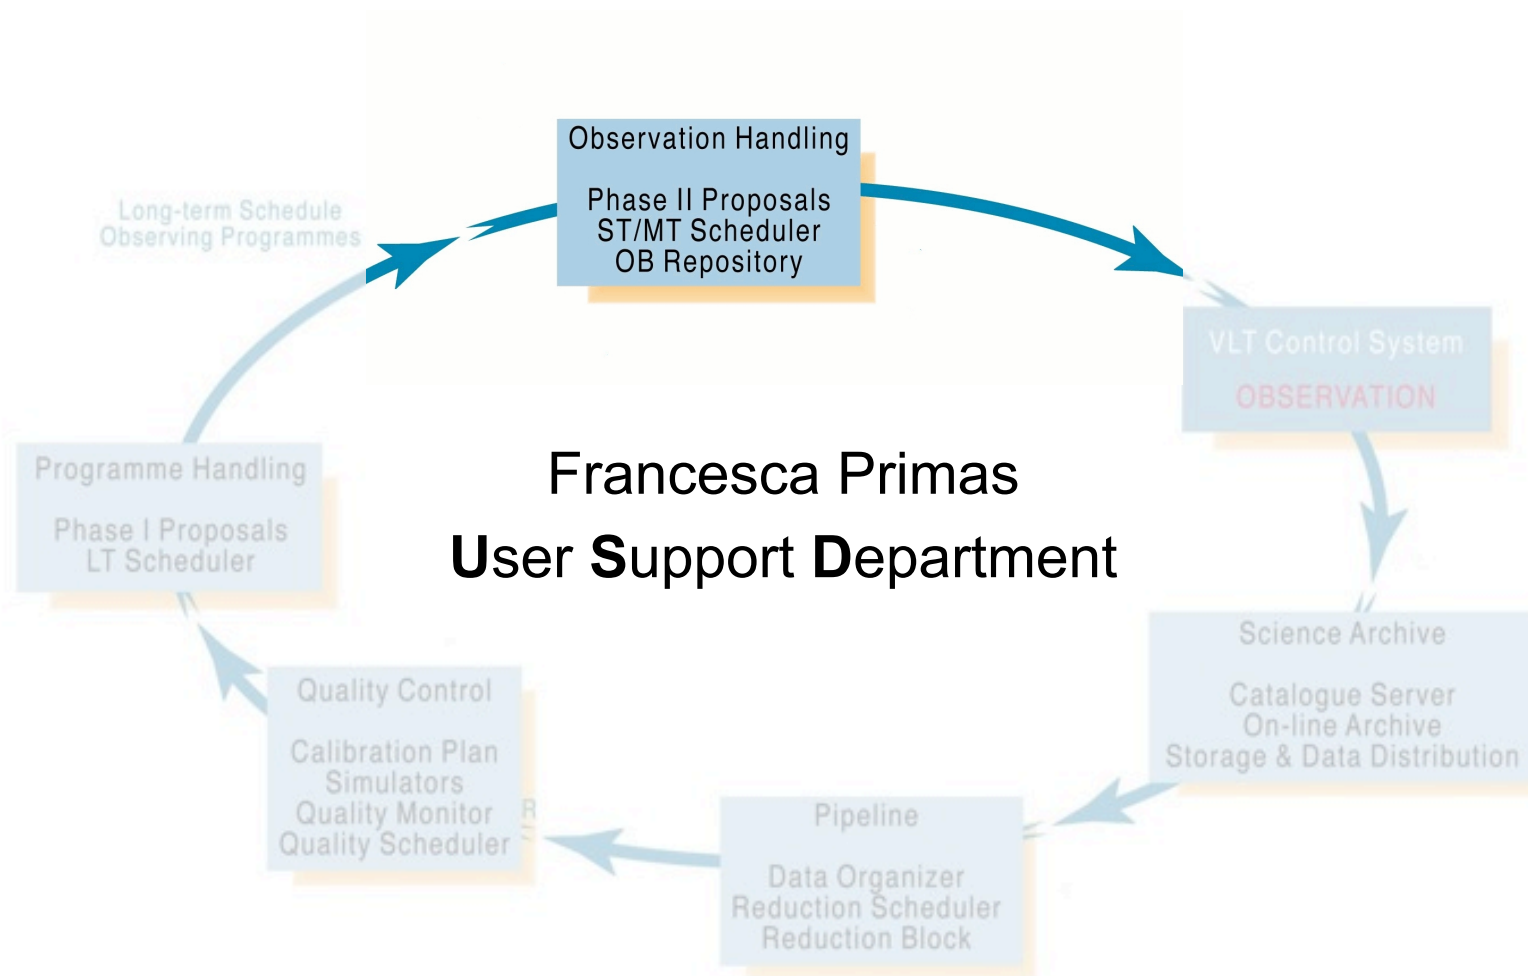 Observation Handling
Phase II Proposals
ST/MT Scheduler
OB Repository
Long-term Schedule
Observing Programmes
VLT Control System
OBSERVATION
Programme Handling
Phase I Proposals
LT Scheduler
Francesca Primas
User Support Department
Science Archive
Catalogue Server
On-line Archive
Storage & Data Distribution
Quality Control
Calibration Plan
Simulators
Quality Monitor
Quality Scheduler
R
Pipeline
Data Organizer
Reduction Scheduler
Reduction Block